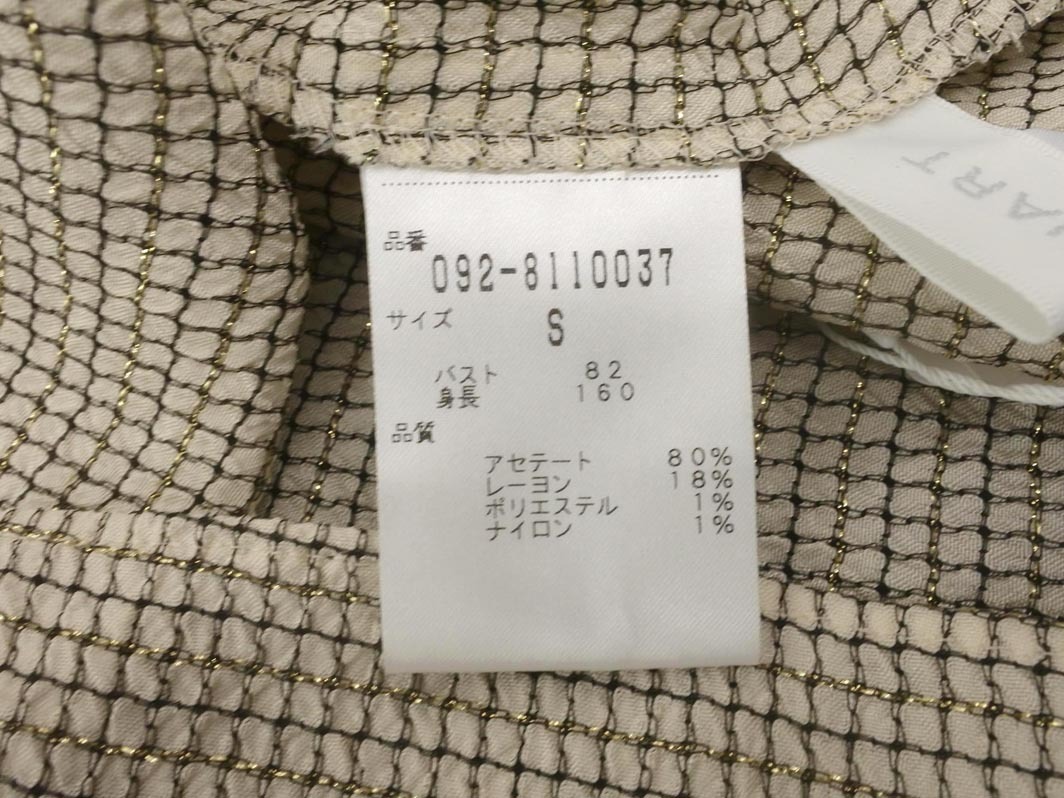 品番
092-8110037
サイズ S
バスト 82
身長 160
品質
アセテート 80%
レーヨン 18%
ポリエステル 1%
ナイロン 1%